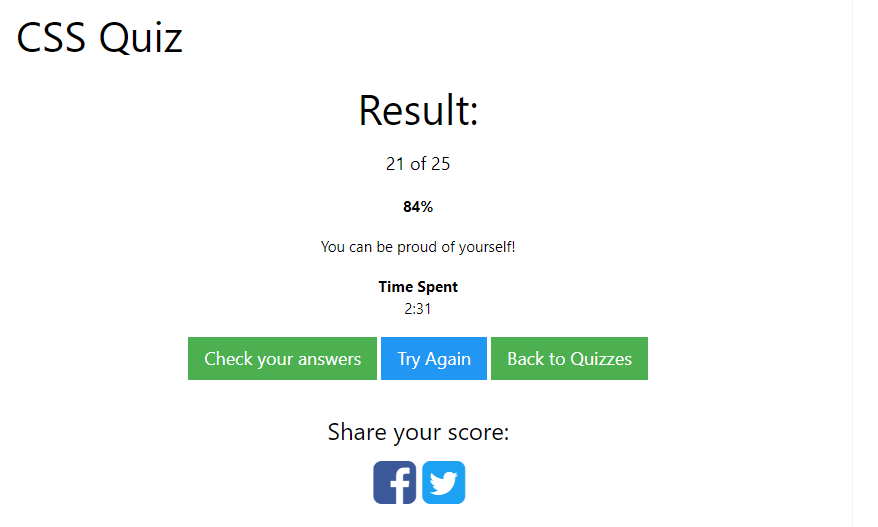 CSS Quiz
Result:
21 of 25
84%
You can be proud of yourself!
Time Spent
2:31
Check your answers Try Again Back to Quizzes
Share your score: